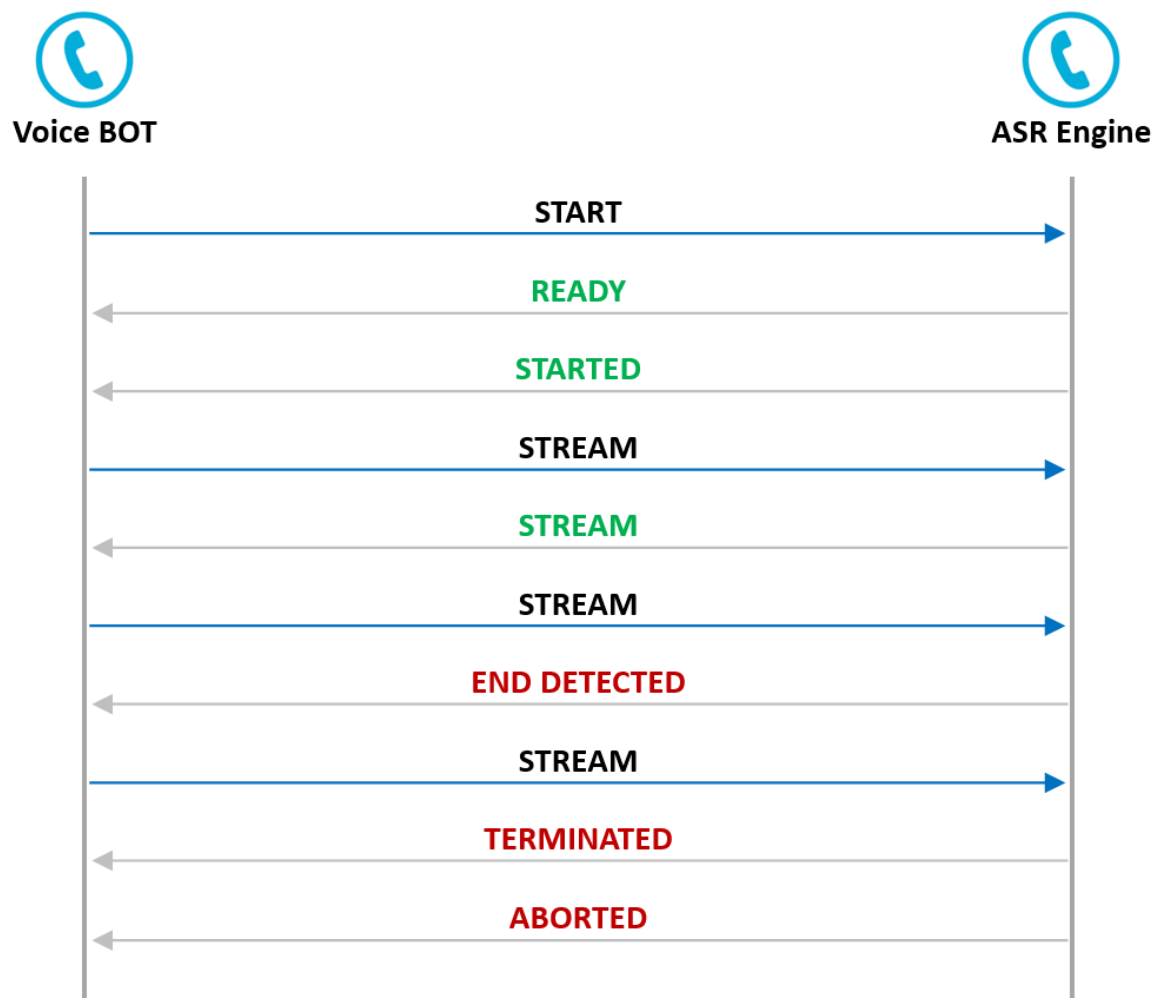 Voice BOT
ASR Engine
START
READY
STARTED
STREAM
STREAM
STREAM
END DETECTED
STREAM
TERMINATED
ABORTED